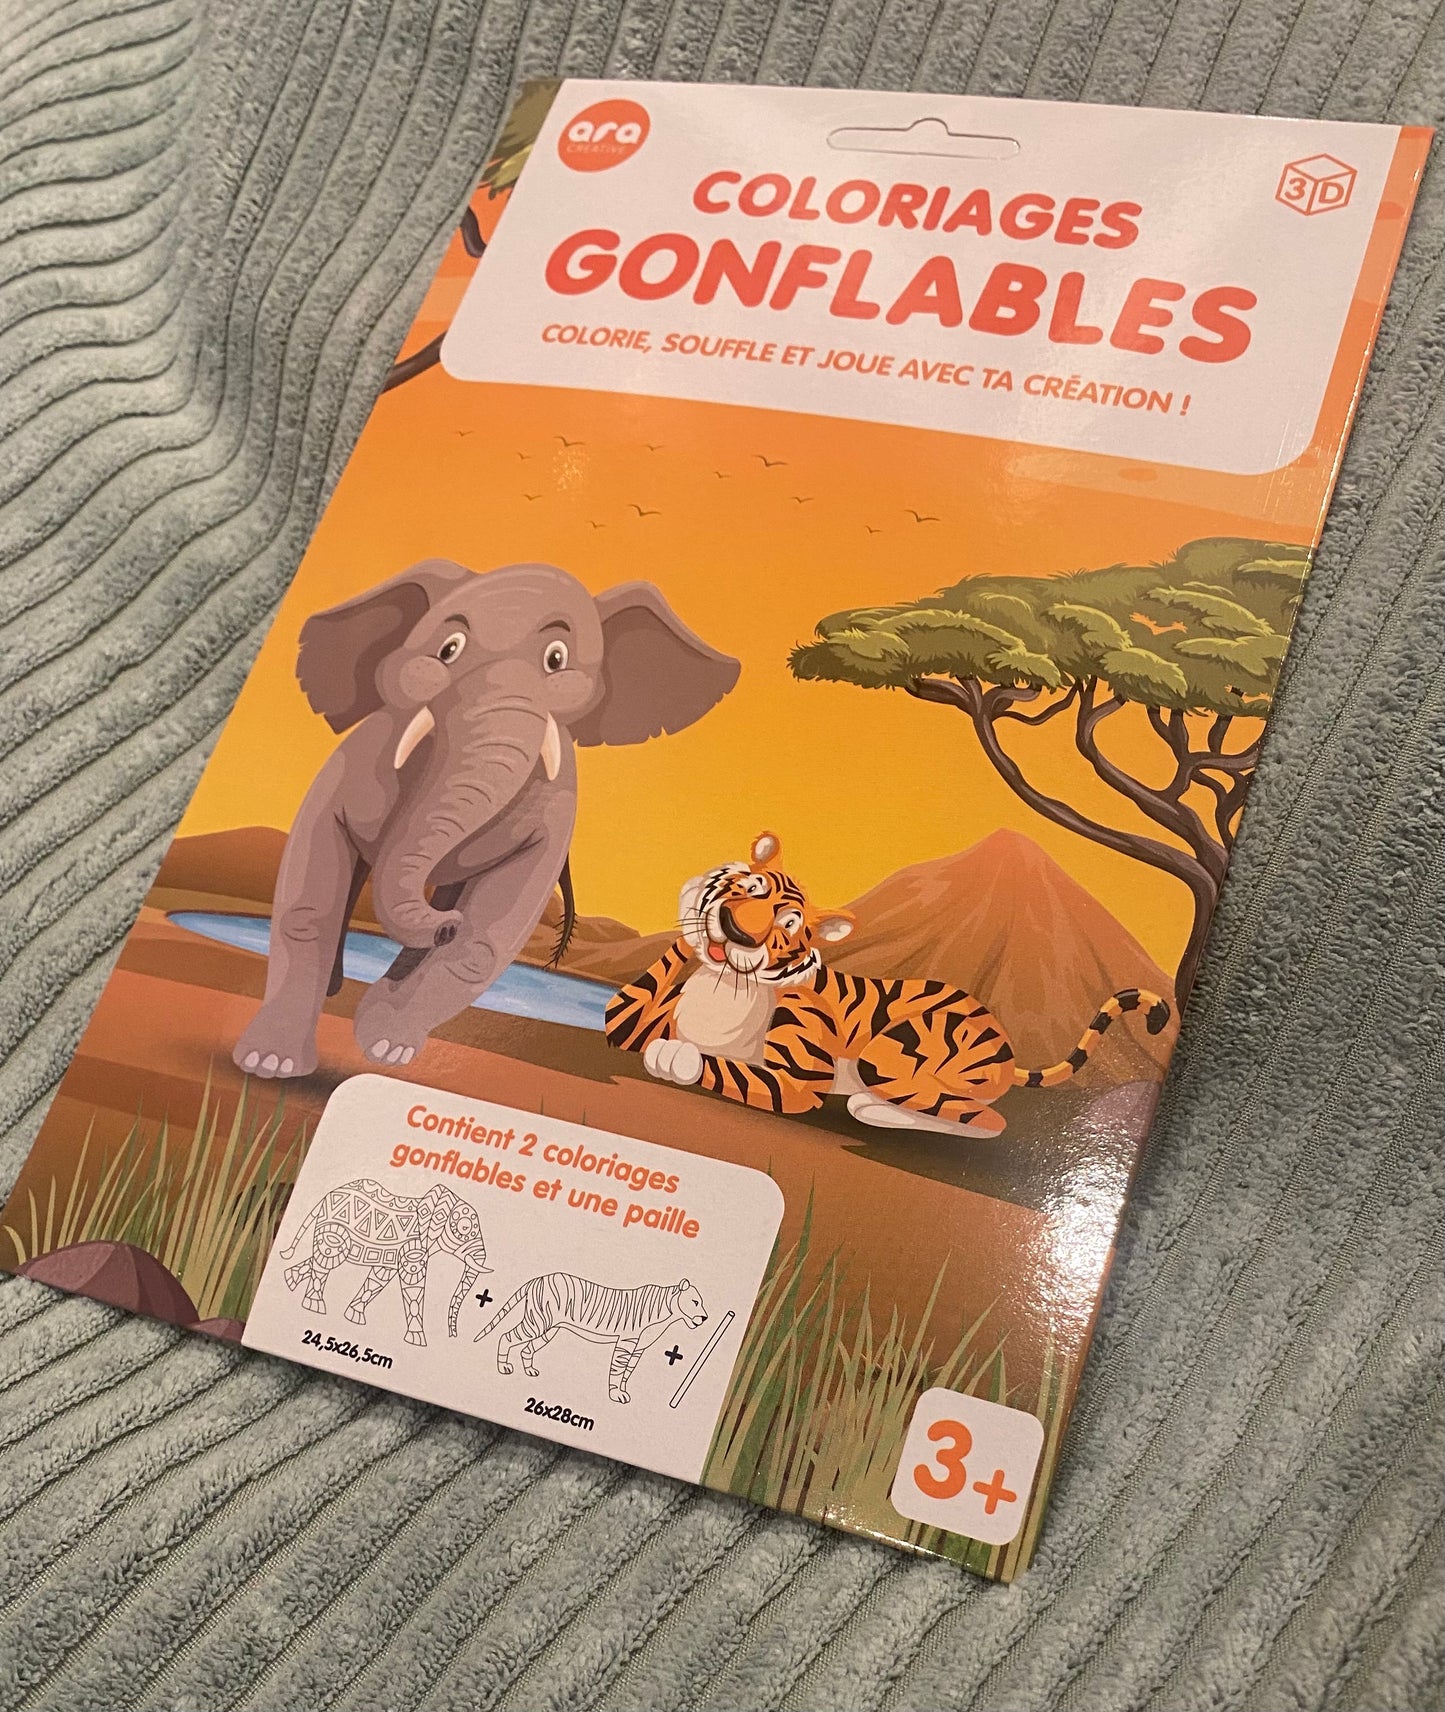 ara
CREATIVE
3D
COLORIAGES
GONFLABLES
COLORIE, SOUFFLE ET JOUE AVEC TA CRÉATION !
Contient 2 coloriages
gonflables et une paille
+
+
24,5x26,5cm
26x28cm
3+